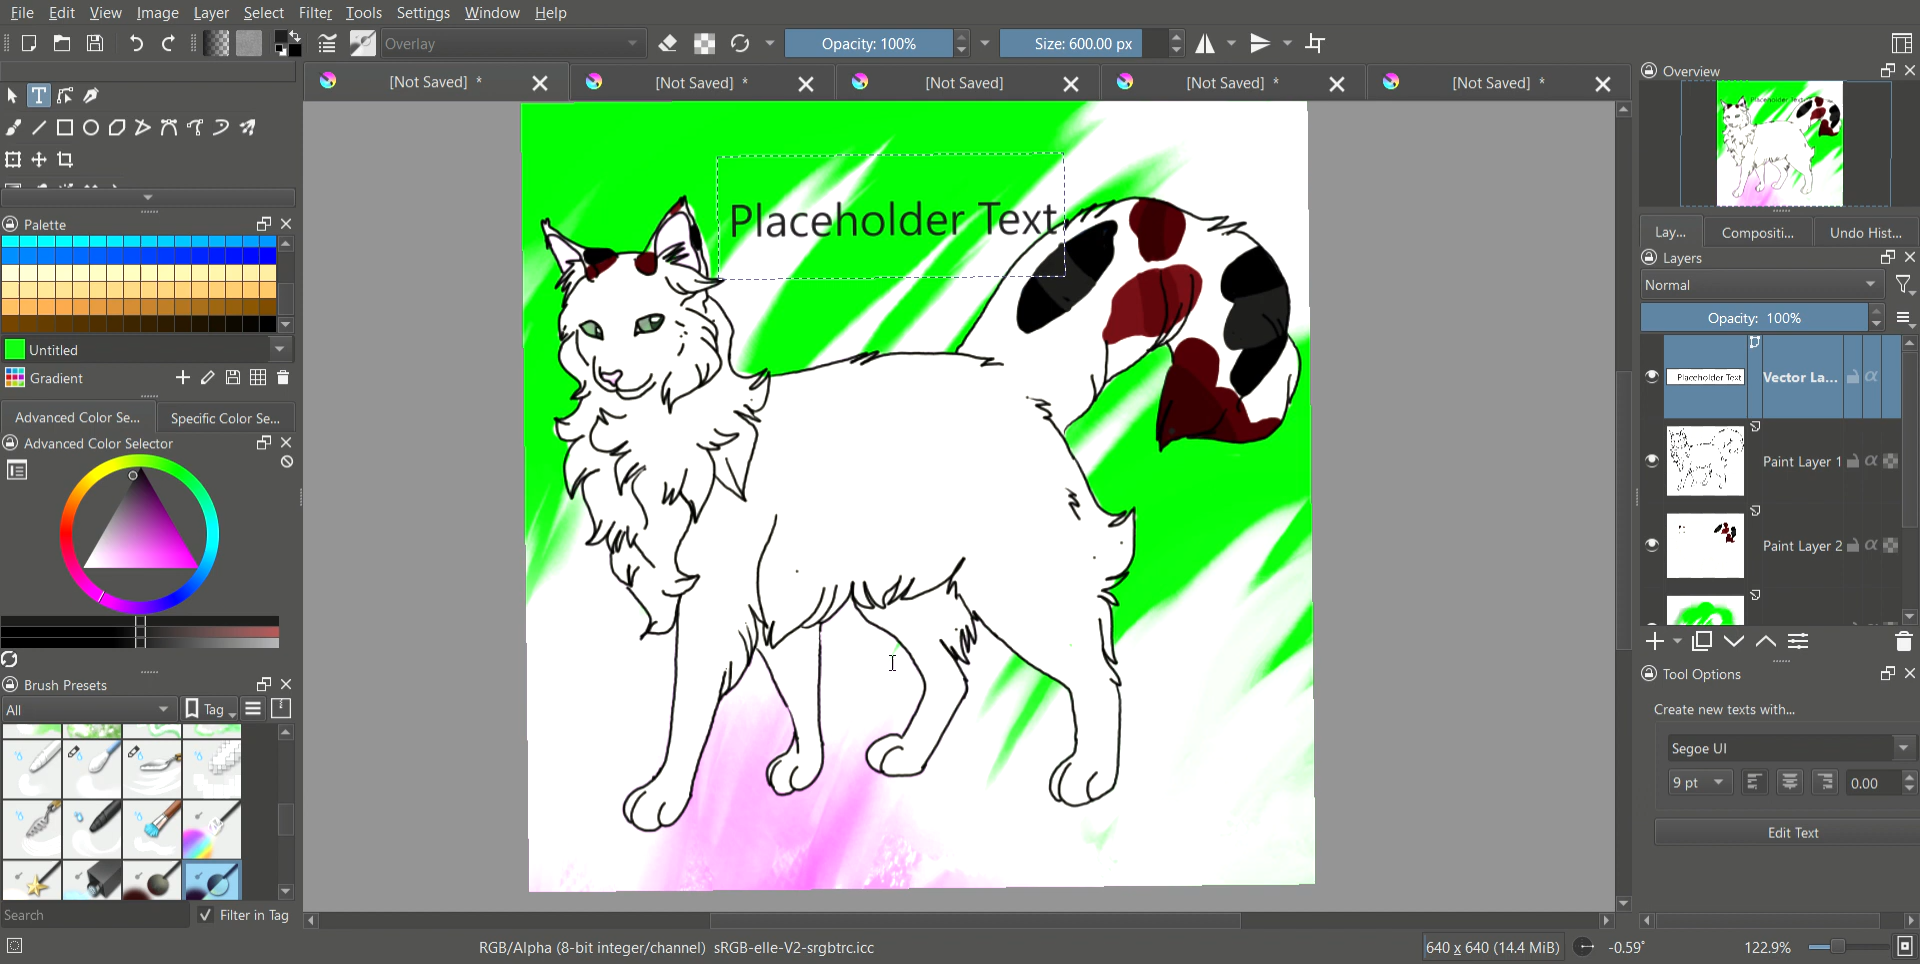 File Edit View Image Layer Select Filter Tools Settings Window Help
Overlay Opacity: 100% Size: 600.00 px
[Not Saved] * [Not Saved] * [Not Saved] [Not Saved] * [Not Saved] *
Overview
Palette
Untitled
Gradient
Advanced Color Se... Specific Color Se...
Advanced Color Selector
Brush Presets
All Tag
Search Filter in Tag
Placeholder Text
Lay... Compositi... Undo Hist...
Layers
Normal
Opacity: 100%
Placeholder Text Vector La...
Paint Layer 1
Paint Layer 2
Tool Options
Create new texts with...
Segoe UI
9 pt 0.00
Edit Text
RGB/Alpha (8-bit integer/channel) sRGB-elle-V2-srgbtrc.icc 640 x 640 (14.4 MiB) -0.59° 122.9%